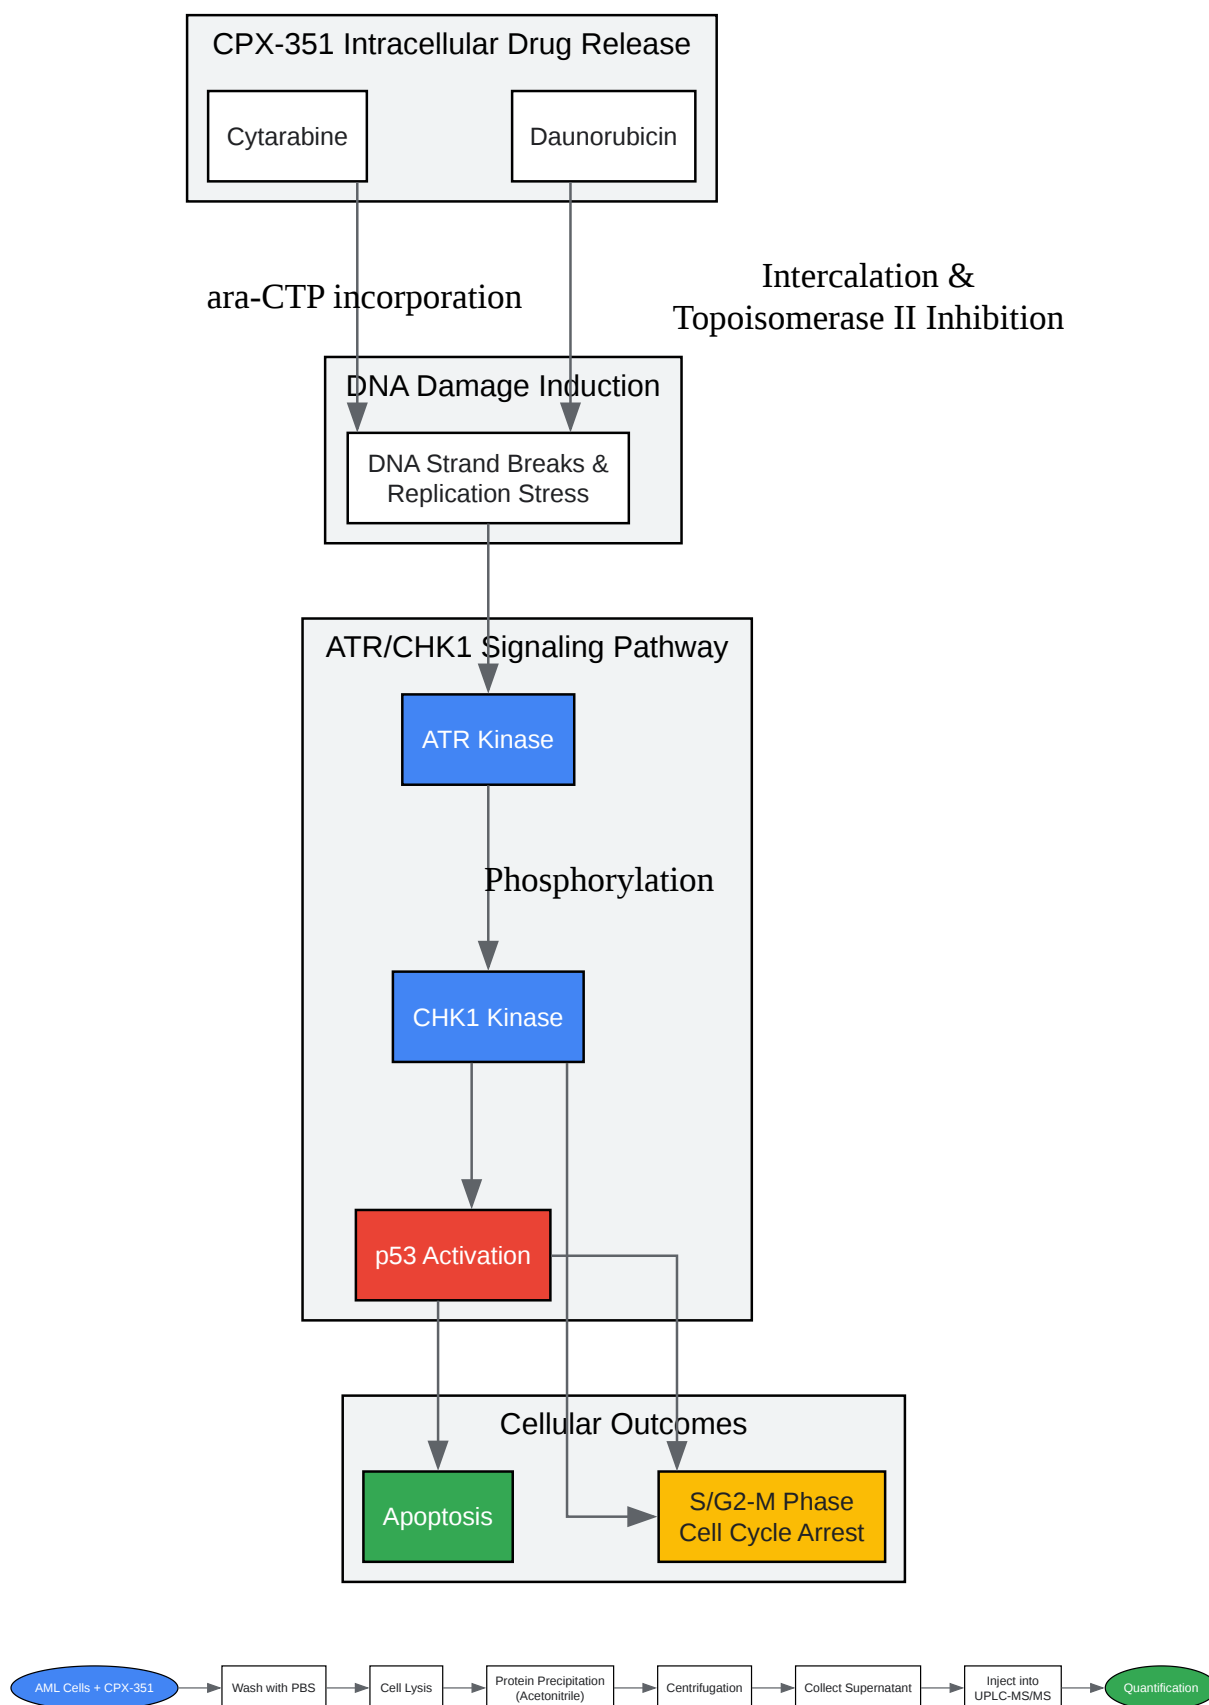 CPX-351 Intracellular Drug Release
Cytarabine
Daunorubicin
ara-CTP incorporation
Intercalation &
Topoisomerase II Inhibition
DNA Damage Induction
DNA Strand Breaks &
Replication Stress
ATR/CHK1 Signaling Pathway
ATR Kinase
Phosphorylation
CHK1 Kinase
p53 Activation
Cellular Outcomes
Apoptosis
S/G2-M Phase
Cell Cycle Arrest
AML Cells + CPX-351
Wash with PBS
Cell Lysis
Protein Precipitation
(Acetonitrile)
Centrifugation
Collect Supernatant
Inject into
UPLC-MS/MS
Quantification